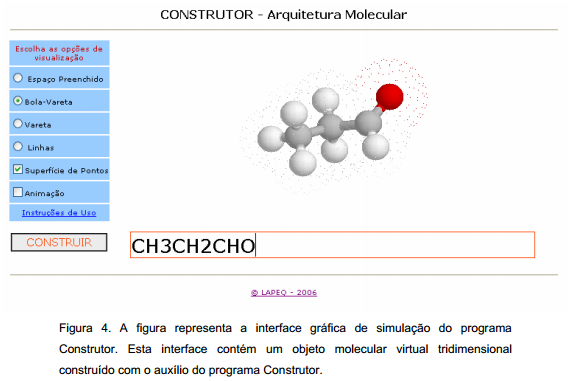 CONSTRUTOR - Arquitetura Molecular
Escolha as opções de
visualização
Espaço Preenchido
Bola-Vareta
Vareta
Linhas
Superfície de Pontos
Animação
Instruções de Uso
CONSTRUIR
CH3CH2CHO
© LAPEQ - 2006
Figura 4. A figura representa a interface gráfica de simulação do programa
Construtor. Esta interface contém um objeto molecular virtual tridimensional
construído com o auxílio do programa Construtor.